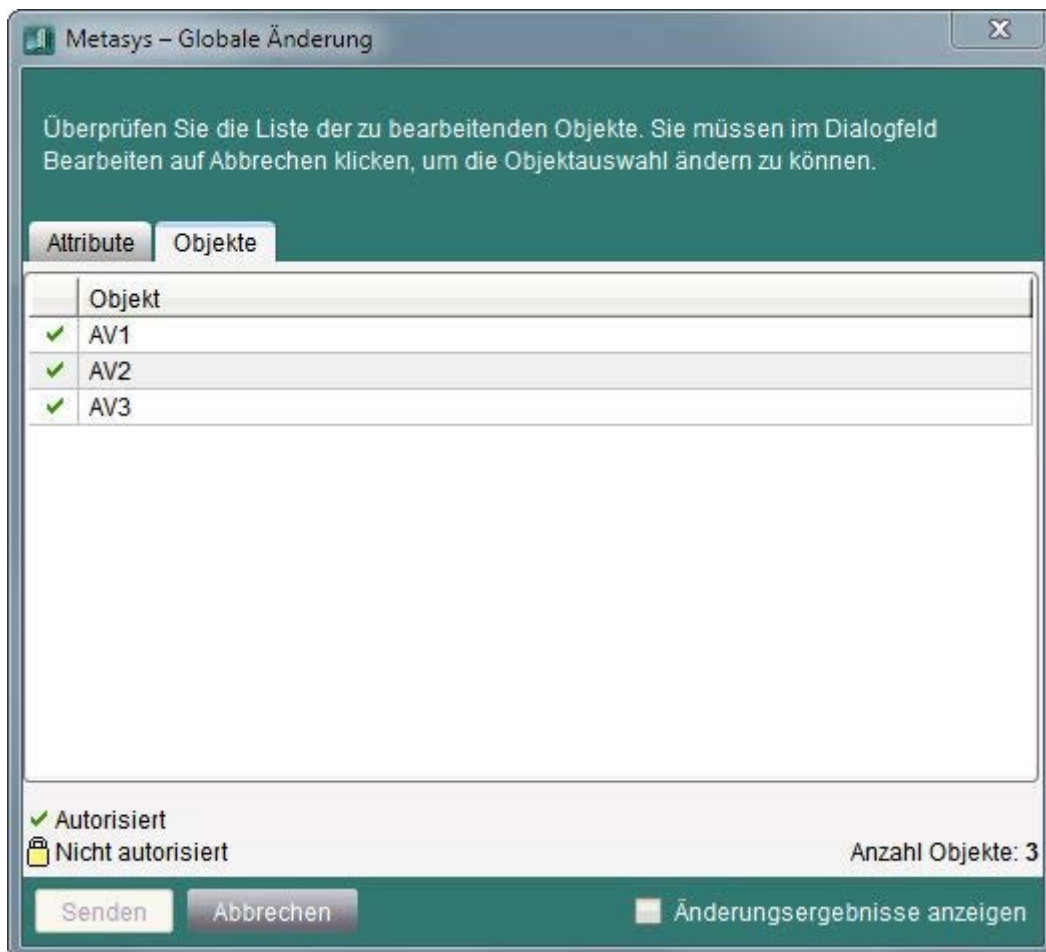 Metasys – Globale Änderung
Überprüfen Sie die Liste der zu bearbeitenden Objekte. Sie müssen im Dialogfeld
Bearbeiten auf Abbrechen klicken, um die Objektauswahl ändern zu können.
Attribute Objekte
Objekt
AV1
AV2
AV3
Autorisiert
Nicht autorisiert Anzahl Objekte: 3
Senden Abbrechen Änderungsergebnisse anzeigen